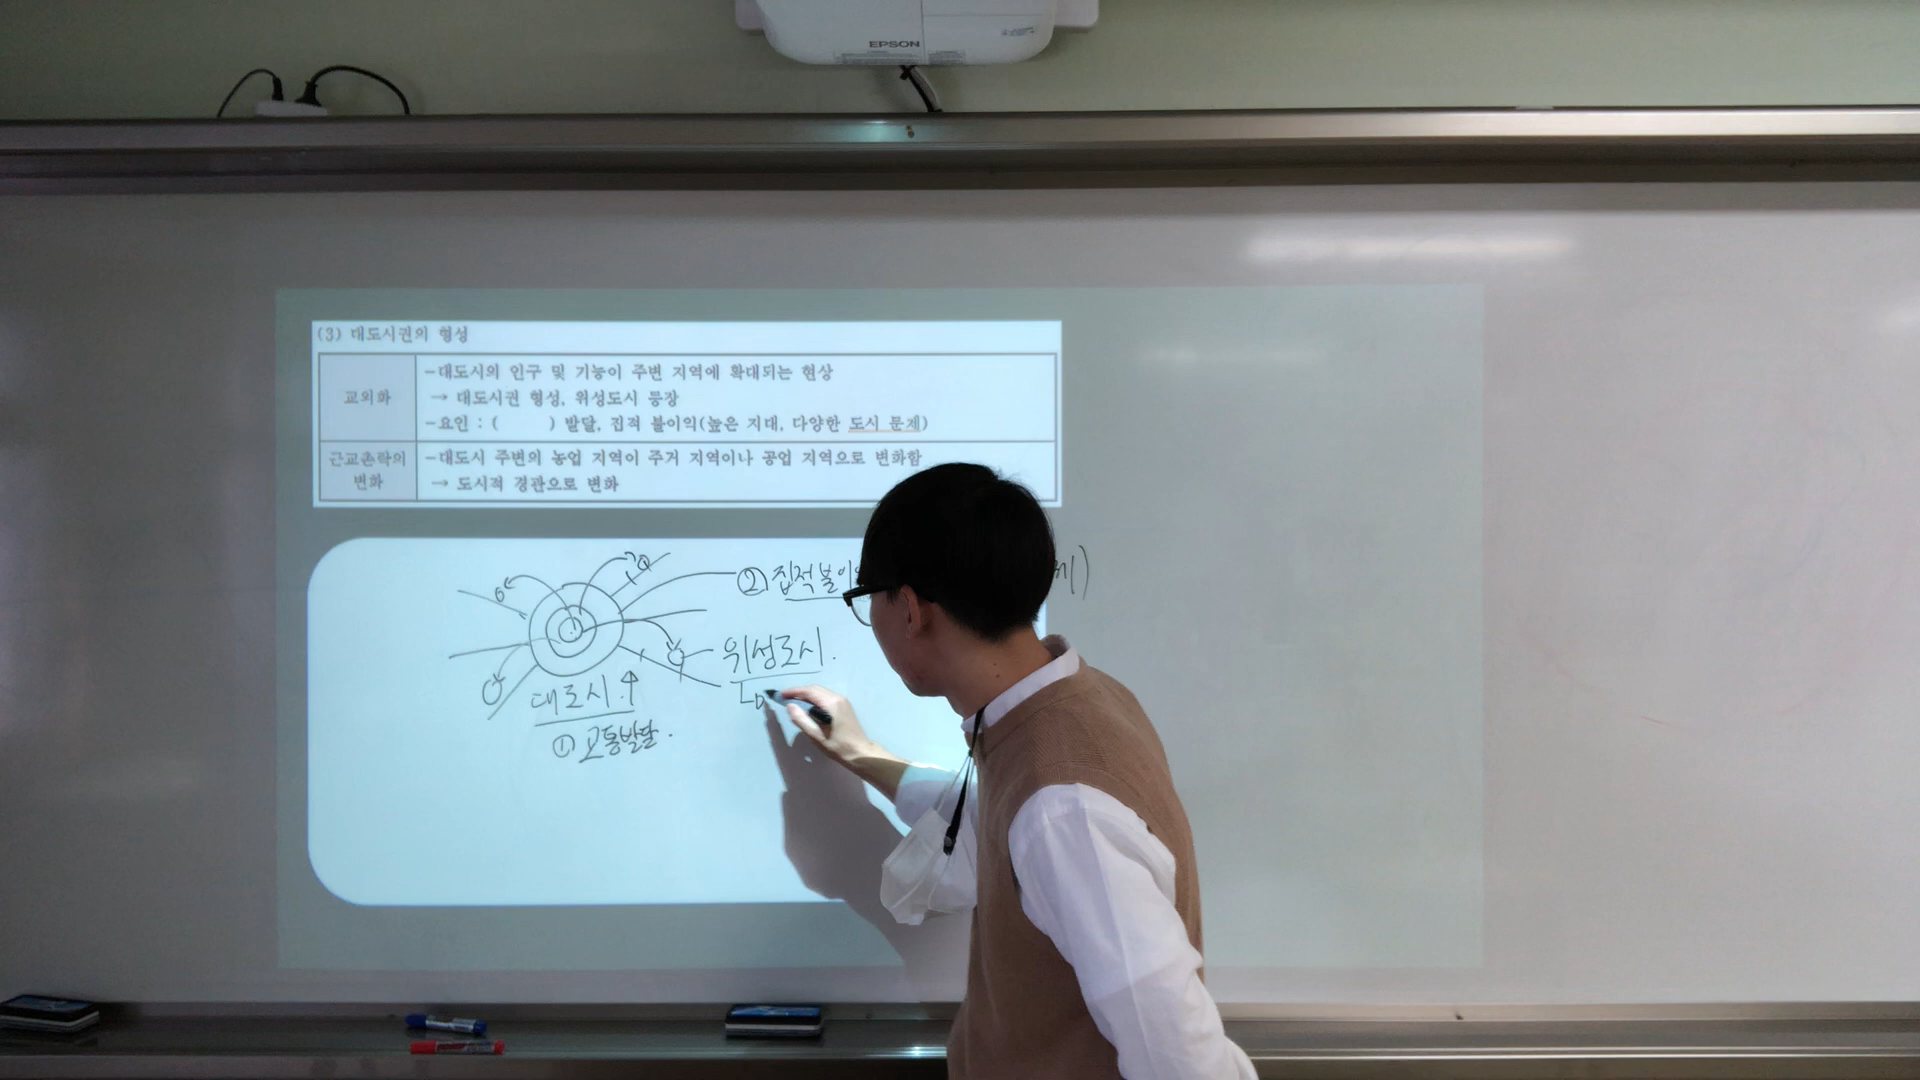 EPSON
(3) 대도시권의 형성
교외화
-대도시의 인구 및 기능이 주변 지역에 확대되는 현상
→ 대도시권 형성, 위성도시 등장
-요인 : ( ) 발달, 집적 불이익(높은 지대, 다양한 도시 문제)
근교촌락의
변화
-대도시 주변의 농업 지역이 주거 지역이나 공업 지역으로 변화함
→ 도시적 경관으로 변화
② 집적불이
위성도시.
대도시.↑
① 교통발달.